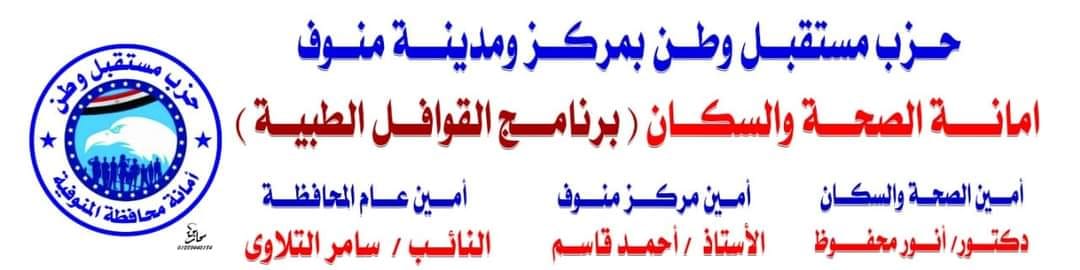 حزب مستقبل وطن بمركز ومدينة منوف
امانة الصحة والسكان ( برنامج القوافل الطبية )
أمين الصحة والسكان
دكتور/ أنور محفوظ
أمين مركز منوف
الأستاذ / أحمد قاسم
أمين عام المحافظة
النائب / سامر التلاوى
حزب مستقبل وطن
أمانة محافظة المنوفية